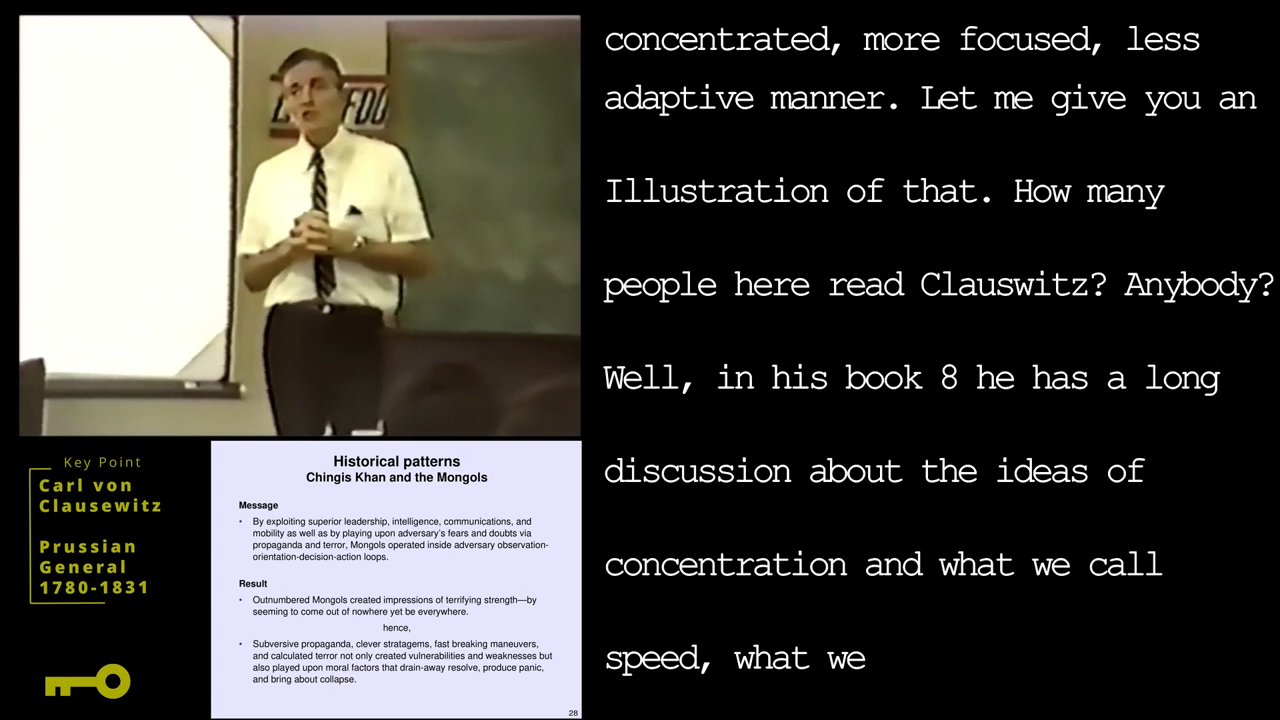 concentrated, more focused, less
adaptive manner. Let me give you an
Illustration of that. How many
people here read Clauswitz? Anybody?
Well, in his book 8 he has a long
discussion about the ideas of
concentration and what we call
speed, what we
Key Point
Carl von
Clausewitz
Prussian
General
1780-1831
Historical patterns
Chingis Khan and the Mongols
Message
• By exploiting superior leadership, intelligence, communications, and
mobility as well as by playing upon adversary's fears and doubts via
propaganda and terror, Mongols operated inside adversary observation-
orientation-decision-action loops.
Result
• Outnumbered Mongols created impressions of terrifying strength—by
seeming to come out of nowhere yet be everywhere.
hence,
• Subversive propaganda, clever stratagems, fast breaking maneuvers,
and calculated terror not only created vulnerabilities and weaknesses but
also played upon moral factors that drain-away resolve, produce panic,
and bring about collapse.
28